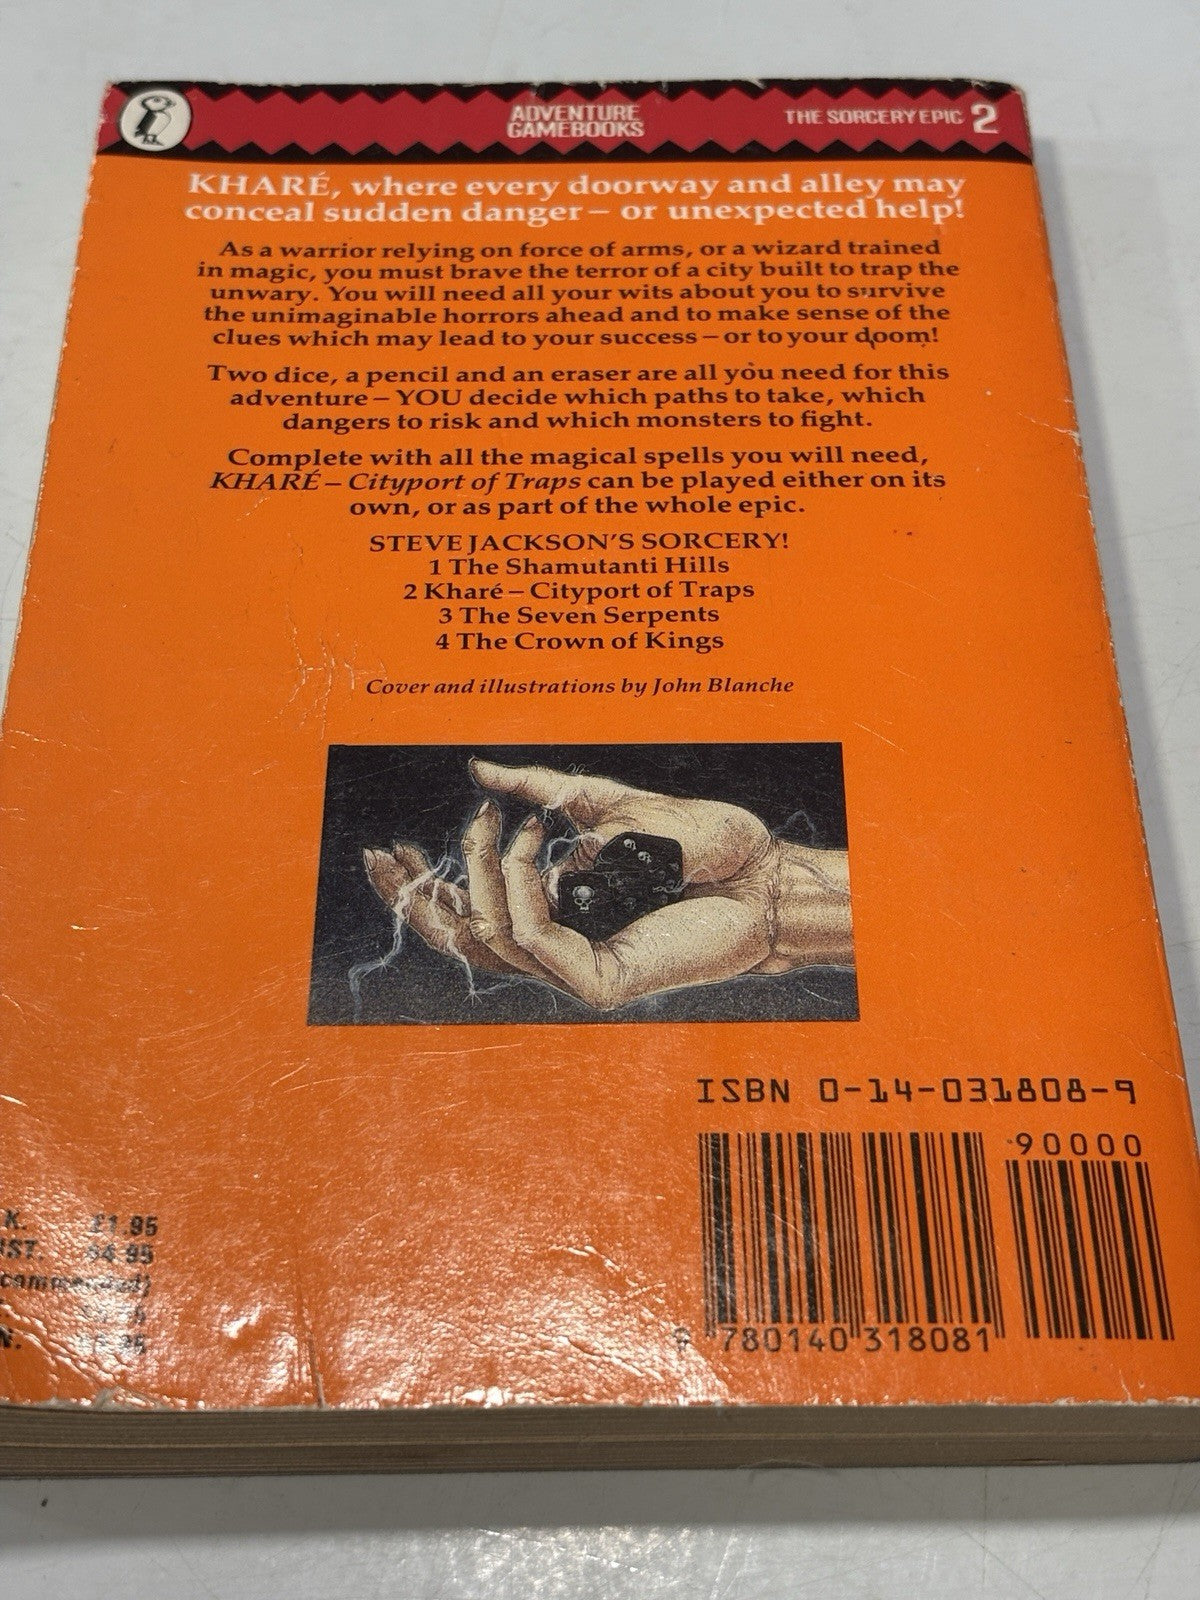 ADVENTURE
GAMEBOOKS
THE SORCERY EPIC 2
KHARÉ, where every doorway and alley may
conceal sudden danger – or unexpected help!
As a warrior relying on force of arms, or a wizard trained
in magic, you must brave the terror of a city built to trap the
unwary. You will need all your wits about you to survive
the unimaginable horrors ahead and to make sense of the
clues which may lead to your success – or to your doom!
Two dice, a pencil and an eraser are all you need for this
adventure – YOU decide which paths to take, which
dangers to risk and which monsters to fight.
Complete with all the magical spells you will need,
KHARÉ – Cityport of Traps can be played either on its
own, or as part of the whole epic.
STEVE JACKSON'S SORCERY!
1 The Shamutanti Hills
2 Kharé – Cityport of Traps
3 The Seven Serpents
4 The Crown of Kings
Cover and illustrations by John Blanche
ISBN 0-14-031808-9
90000
9 780140 318081
K. £1.95
$4.95